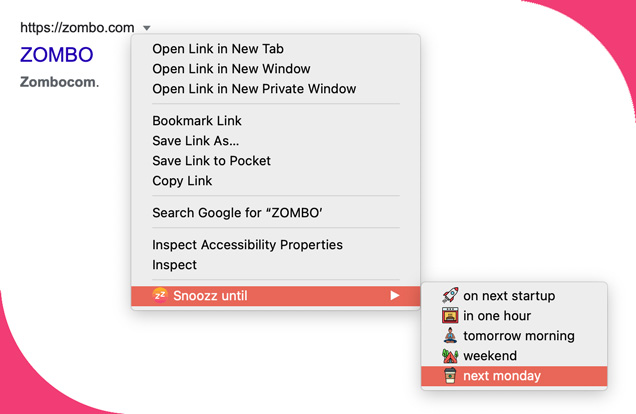 https://zombo.com
ZOMBO
Zombocom.
Open Link in New Tab
Open Link in New Window
Open Link in New Private Window
Bookmark Link
Save Link As...
Save Link to Pocket
Copy Link
Search Google for “ZOMBO’
Inspect Accessibility Properties
Inspect
Snoozz until
on next startup
in one hour
tomorrow morning
weekend
next monday